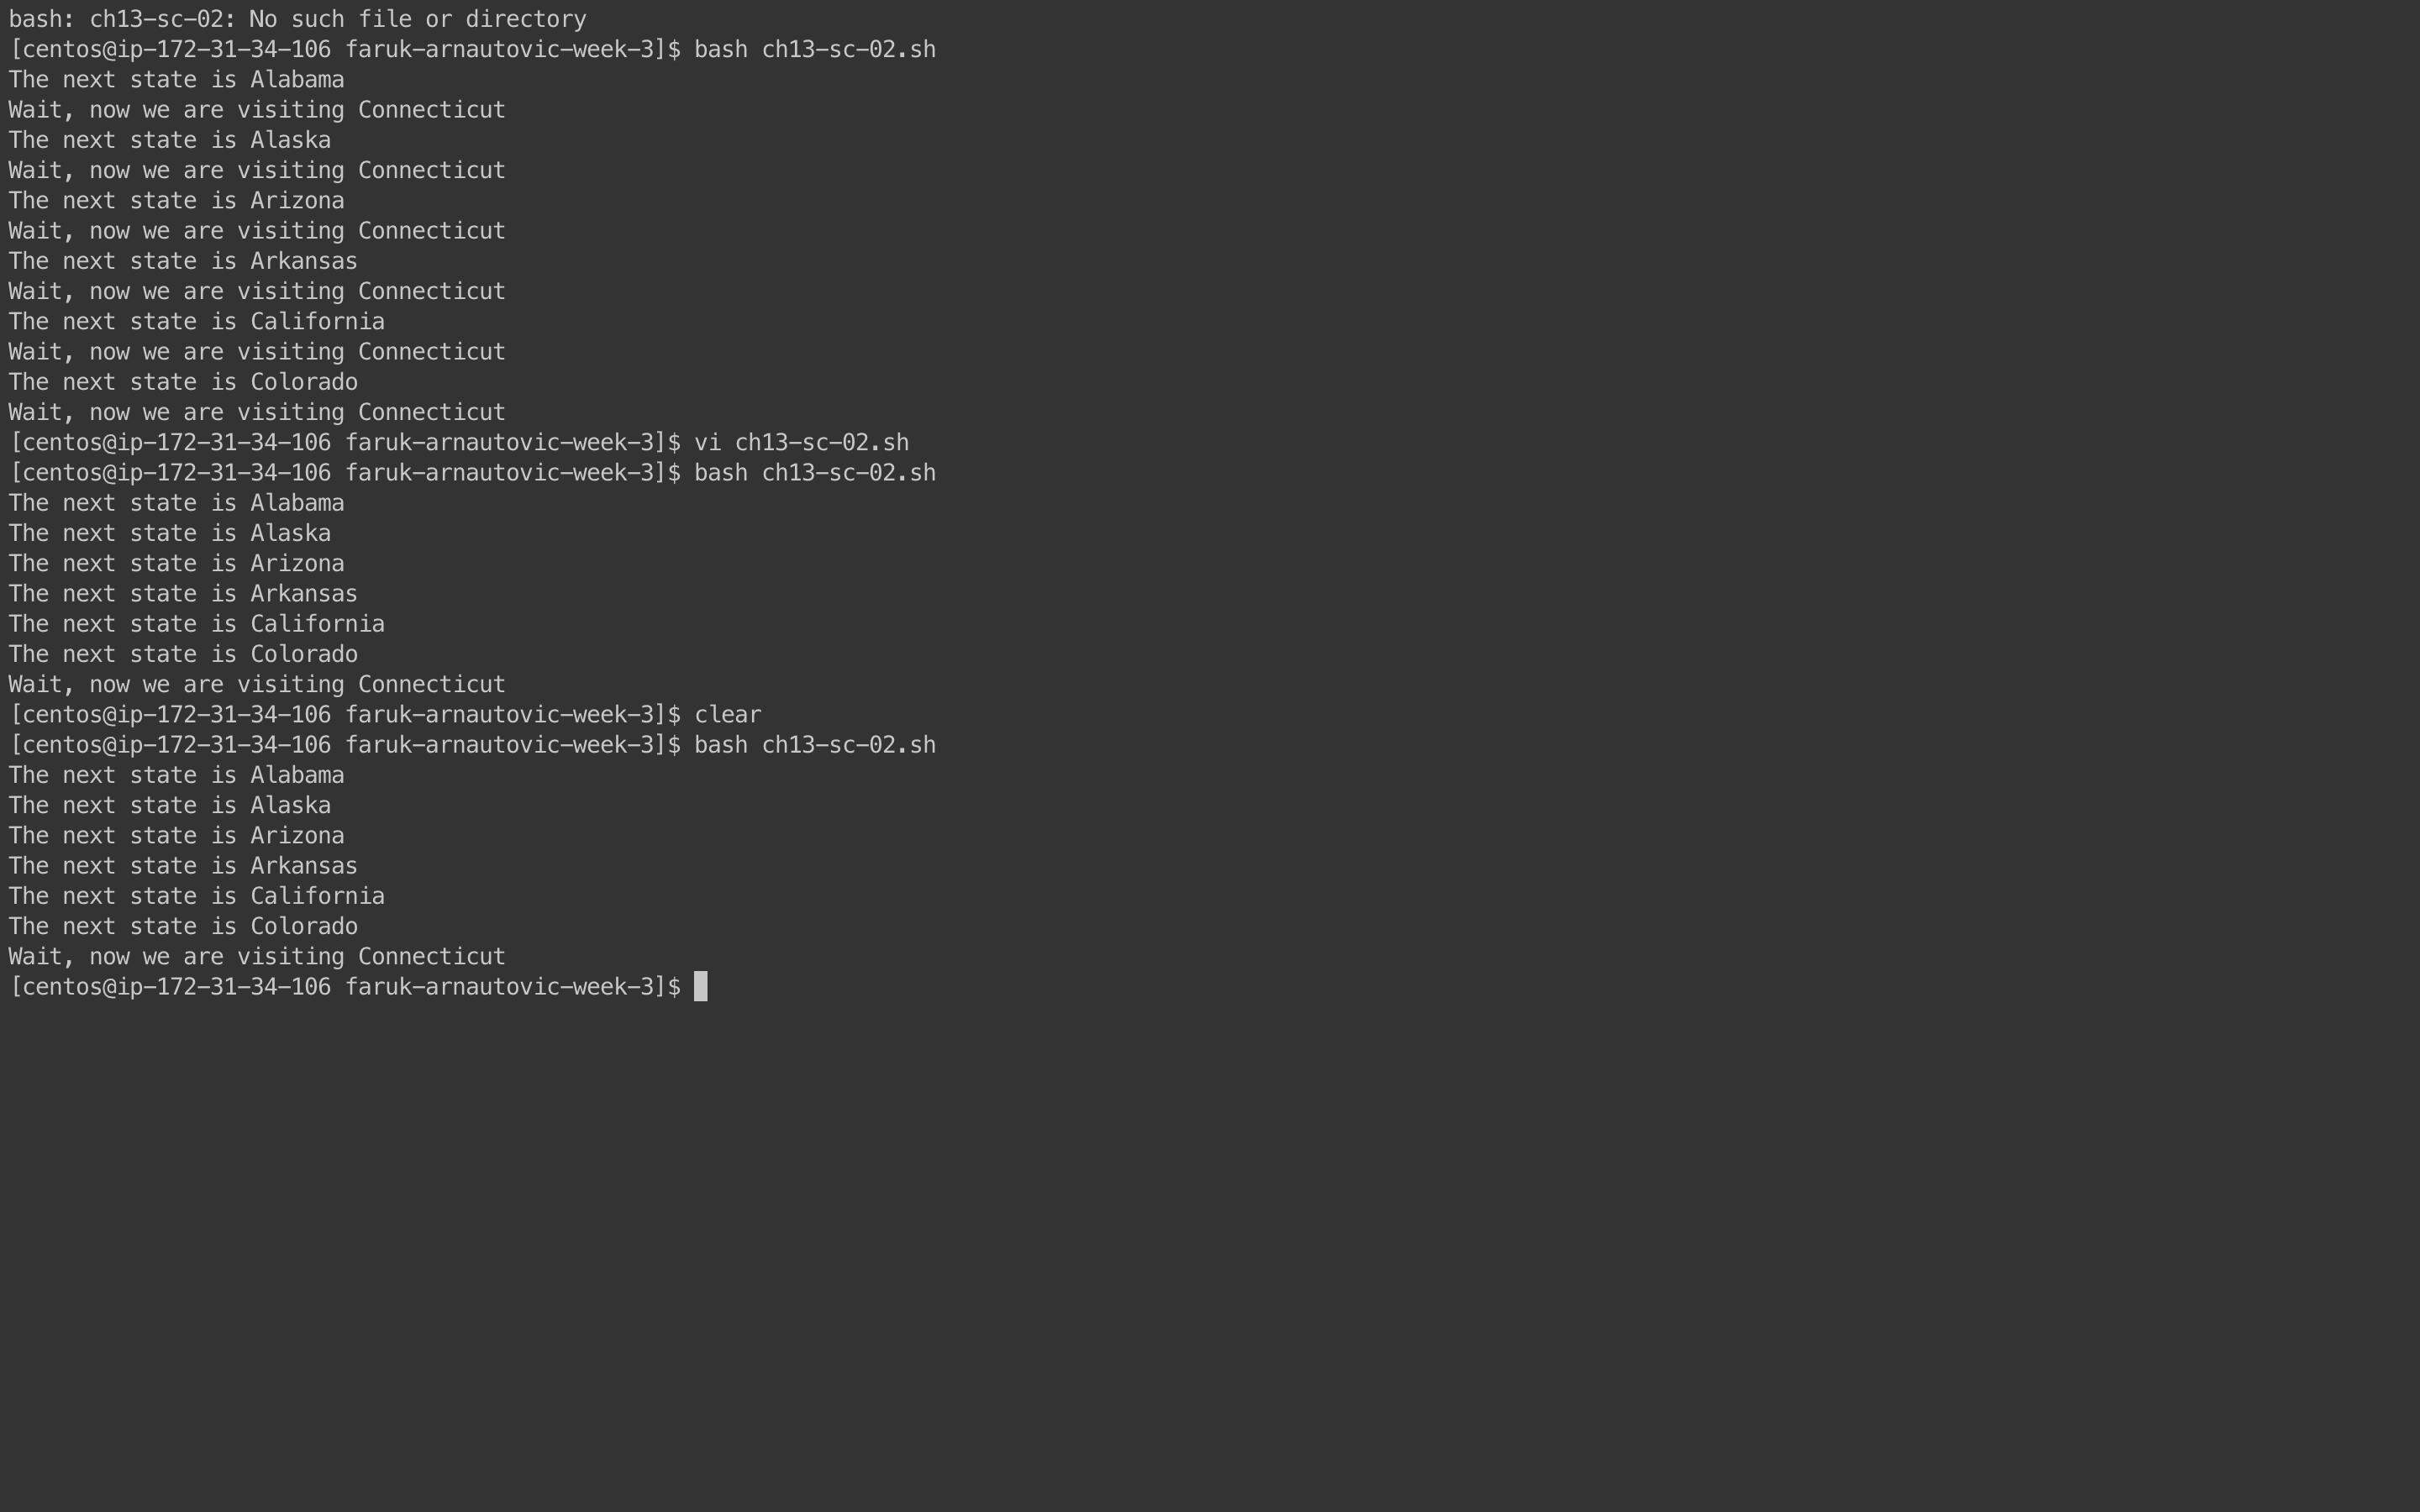 bash: ch13-sc-02: No such file or directory
[centos@ip-172-31-34-106 faruk-arnautovic-week-3]$ bash ch13-sc-02.sh
The next state is Alabama
Wait, now we are visiting Connecticut
The next state is Alaska
Wait, now we are visiting Connecticut
The next state is Arizona
Wait, now we are visiting Connecticut
The next state is Arkansas
Wait, now we are visiting Connecticut
The next state is California
Wait, now we are visiting Connecticut
The next state is Colorado
Wait, now we are visiting Connecticut
[centos@ip-172-31-34-106 faruk-arnautovic-week-3]$ vi ch13-sc-02.sh
[centos@ip-172-31-34-106 faruk-arnautovic-week-3]$ bash ch13-sc-02.sh
The next state is Alabama
The next state is Alaska
The next state is Arizona
The next state is Arkansas
The next state is California
The next state is Colorado
Wait, now we are visiting Connecticut
[centos@ip-172-31-34-106 faruk-arnautovic-week-3]$ clear
[centos@ip-172-31-34-106 faruk-arnautovic-week-3]$ bash ch13-sc-02.sh
The next state is Alabama
The next state is Alaska
The next state is Arizona
The next state is Arkansas
The next state is California
The next state is Colorado
Wait, now we are visiting Connecticut
[centos@ip-172-31-34-106 faruk-arnautovic-week-3]$